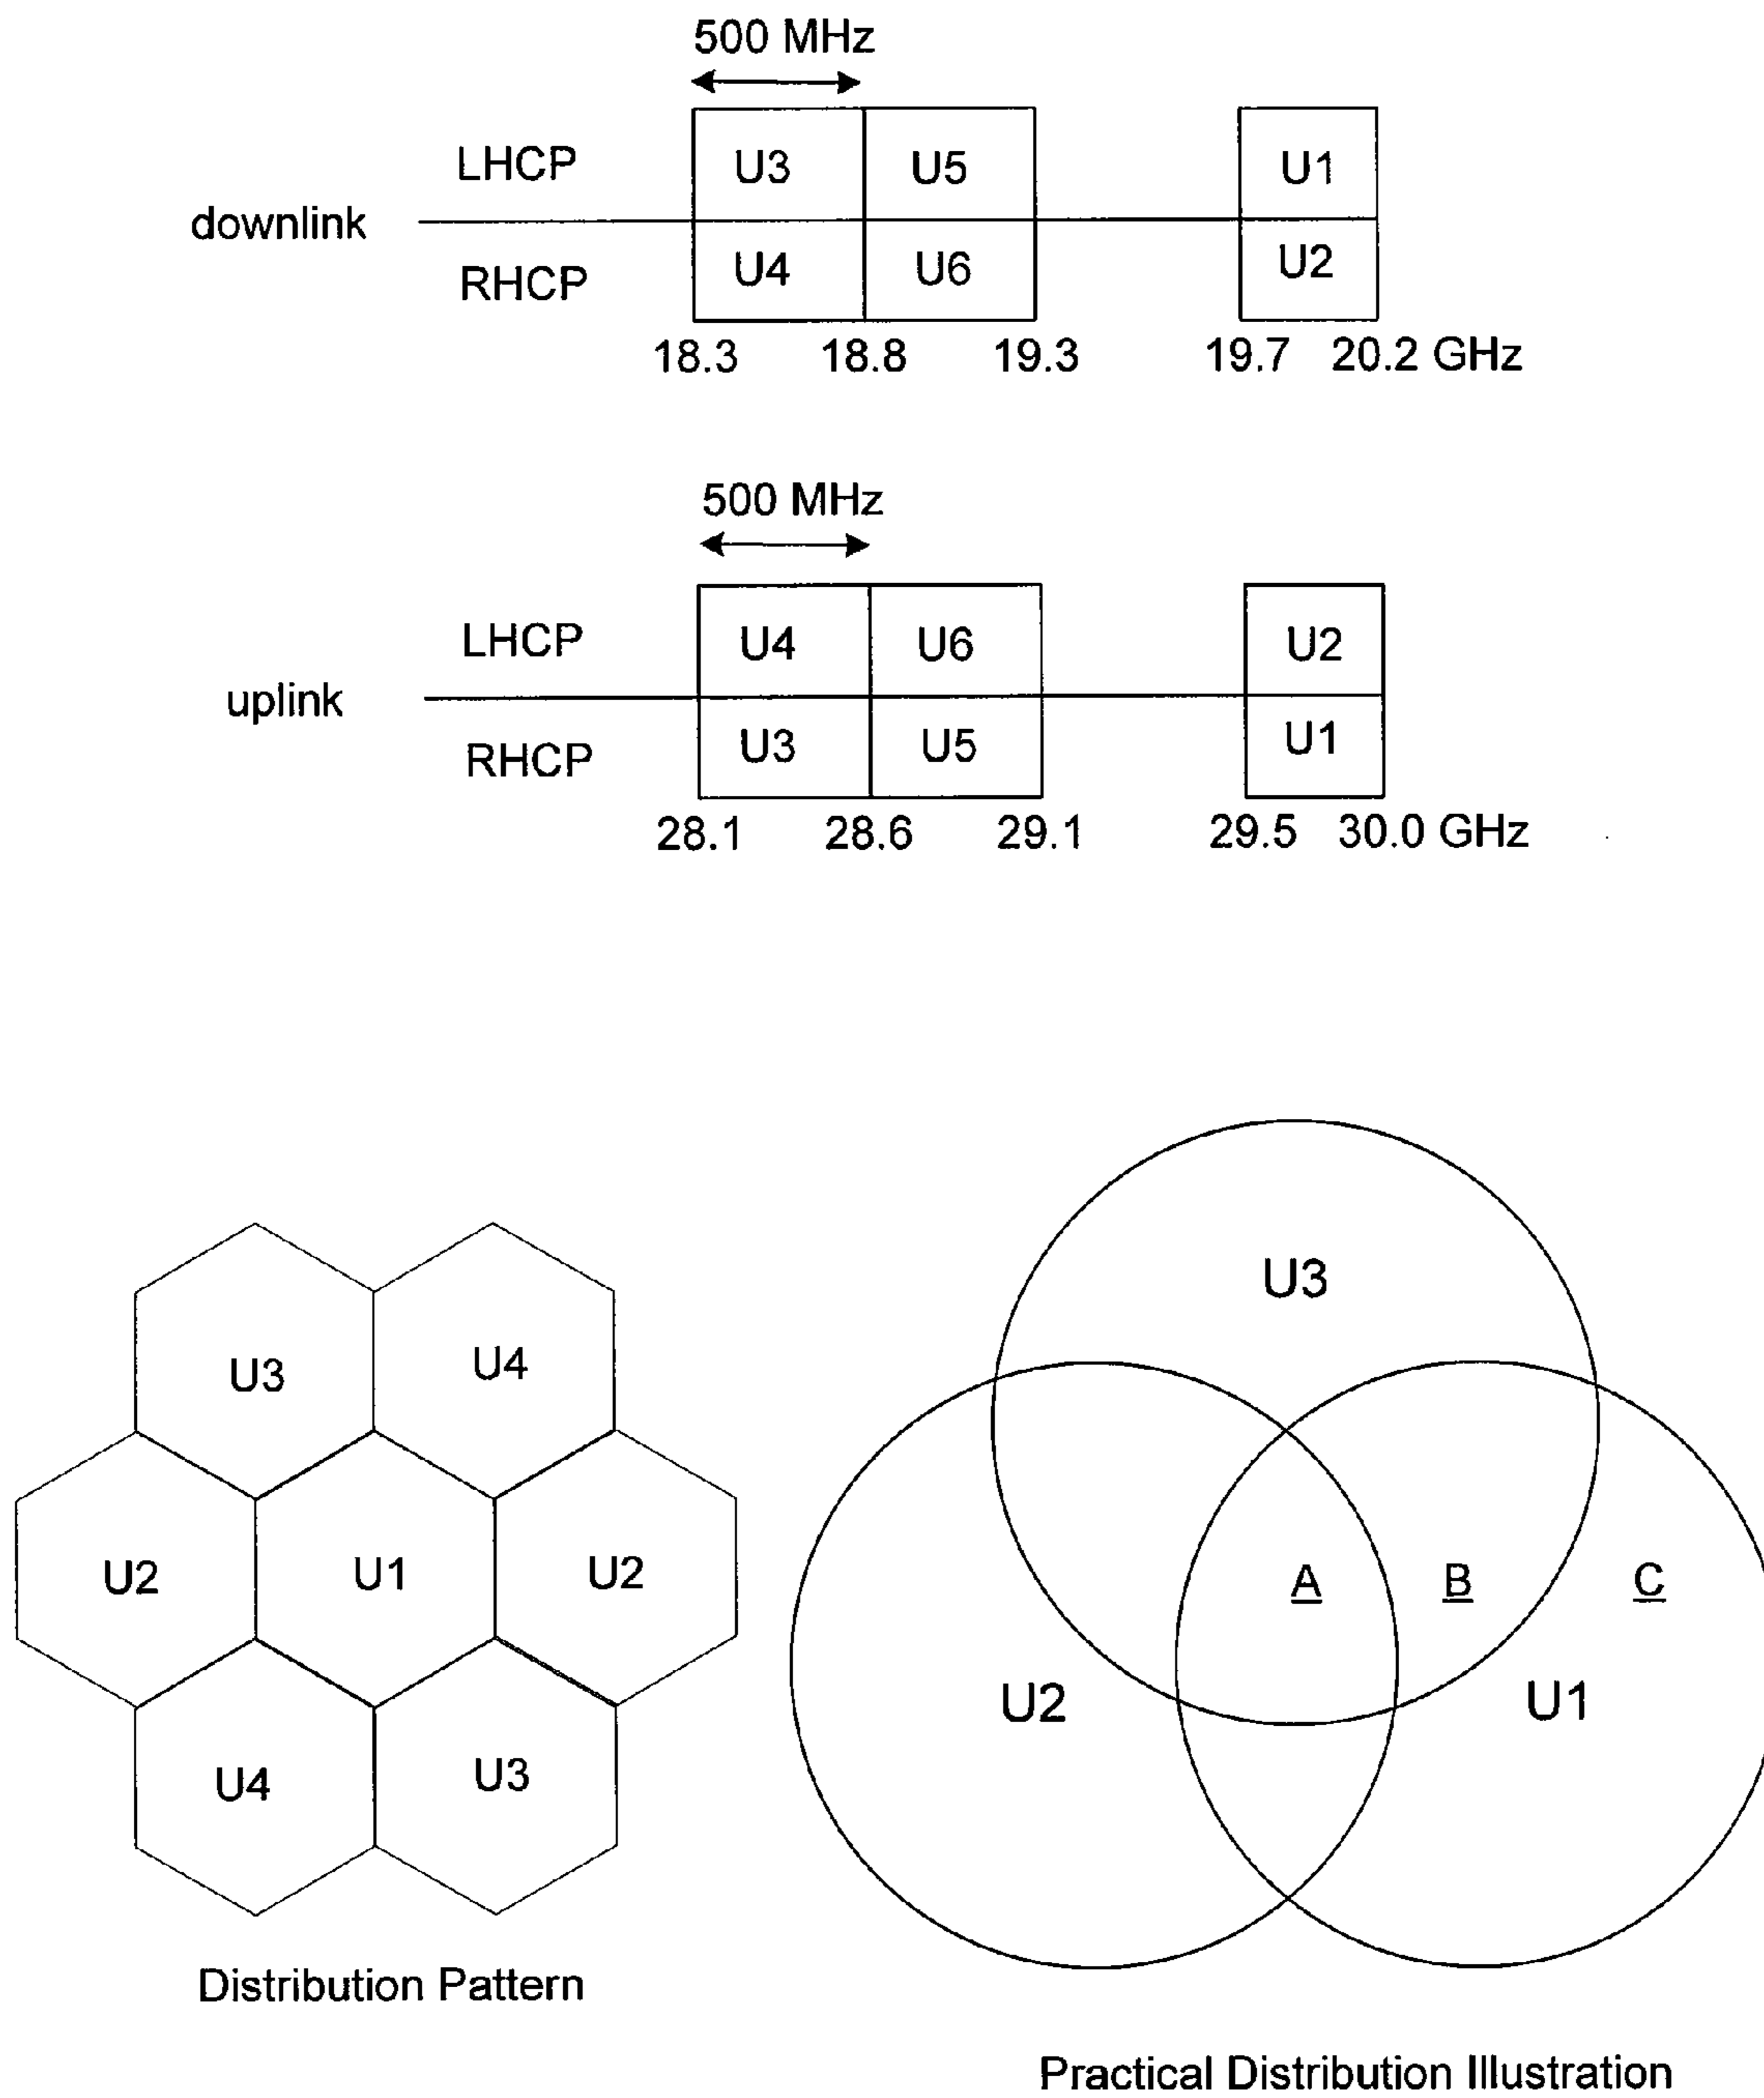 500 MHz
LHCP U3 U5 U1
downlink
RHCP U4 U6 U2
18.3 18.8 19.3 19.7 20.2 GHz
500 MHz
LHCP U4 U6 U2
uplink
RHCP U3 U5 U1
28.1 28.6 29.1 29.5 30.0 GHz
U3 U4
U2 U1 U2
U4 U3
Distribution Pattern
U3
A B C
U2 U1
Practical Distribution Illustration